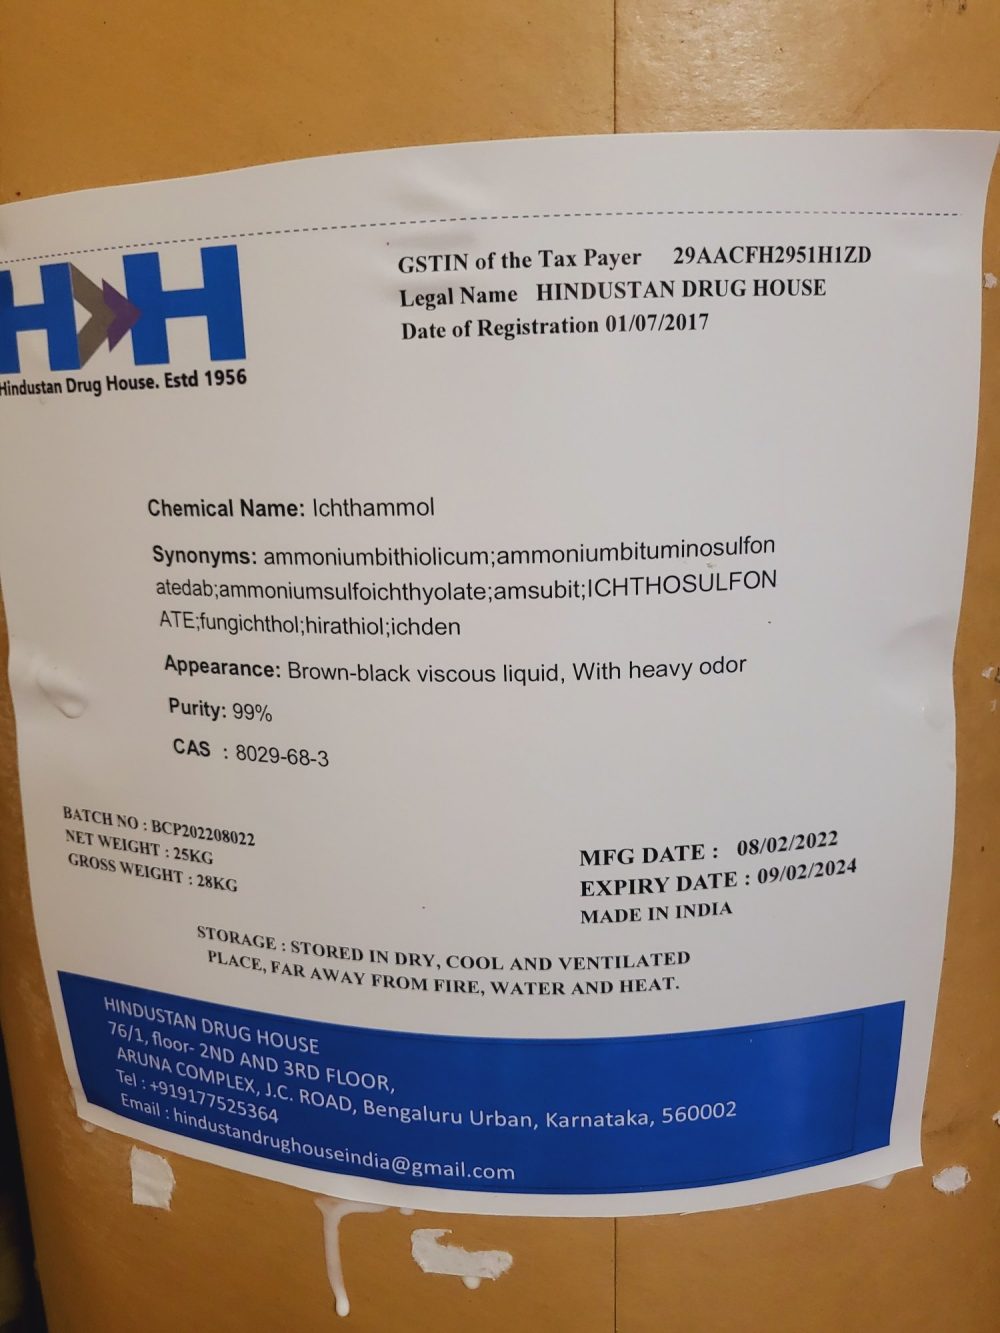 GSTIN of the Tax Payer 29AACFH2951H1ZD
Legal Name HINDUSTAN DRUG HOUSE
Date of Registration 01/07/2017
HH
Hindustan Drug House. Estd 1956
Chemical Name: Ichthammol
Synonyms: ammoniumbithiolicum;ammoniumbituminosulfon
atedab;ammoniumsulfoichthyolate;amsubit;ICHTHOSULFON
ATE;fungichthol;hirathiol;ichden
Appearance: Brown-black viscous liquid, With heavy odor
Purity: 99%
CAS : 8029-68-3
BATCH NO : BCP202208022
NET WEIGHT : 25KG
GROSS WEIGHT : 28KG
MFG DATE : 08/02/2022
EXPIRY DATE : 09/02/2024
MADE IN INDIA
STORAGE : STORED IN DRY, COOL AND VENTILATED
PLACE, FAR AWAY FROM FIRE, WATER AND HEAT.
HINDUSTAN DRUG HOUSE
76/1, floor- 2ND AND 3RD FLOOR,
ARUNA COMPLEX, J.C. ROAD, Bengaluru Urban, Karnataka, 560002
Tel : +919177525364
Email : hindustandrughouseindia@gmail.com